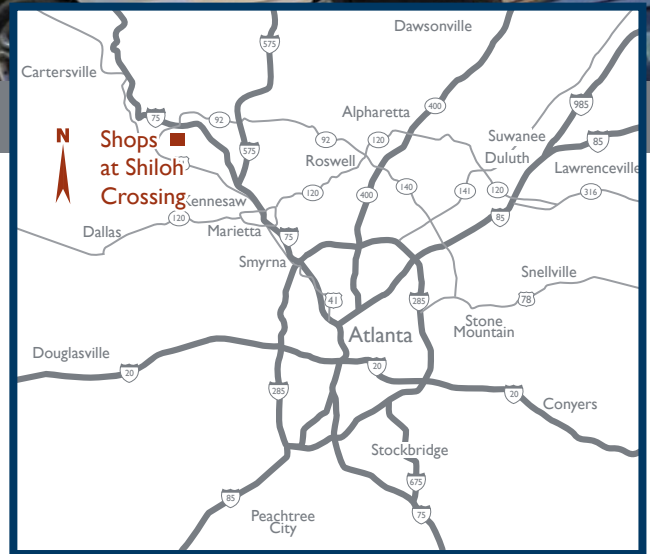 Dawsonville
575
Cartersville
985
400
75
Alpharetta
92
N
Shops
at Shiloh
Crossing
92
120
Suwanee
85
575
Roswell
Duluth
Lawrenceville
Kennesaw
120
400
140
141
120
316
120
85
Dallas
Marietta
75
Smyrna
Snellville
41
285
78
Stone
Mountain
Atlanta
Douglasville
20
20
285
20
Conyers
Stockbridge
675
85
75
Peachtree
City